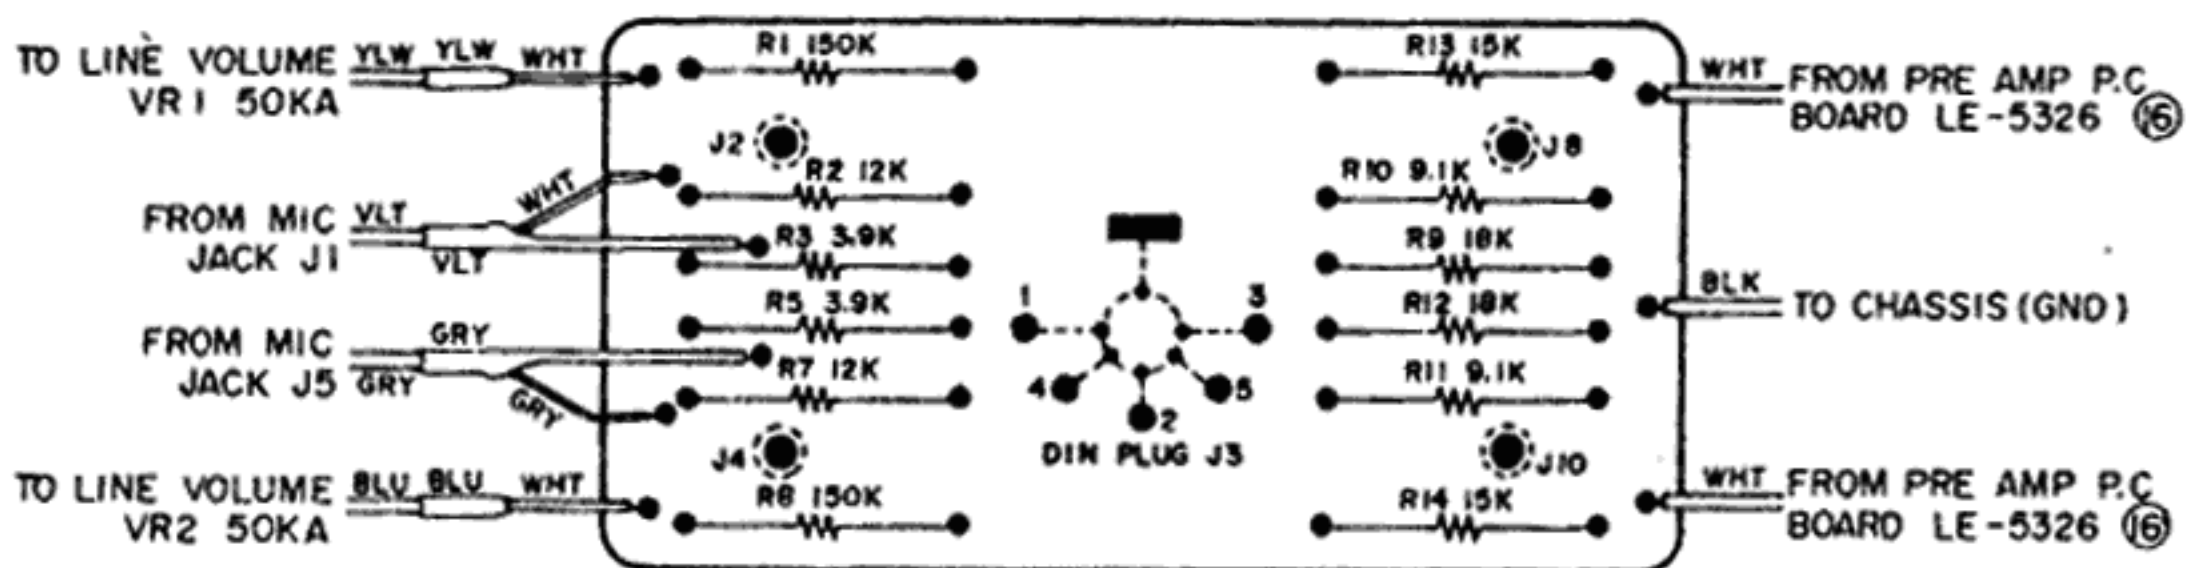 TO LINE VOLUME
VR1 50KA
YLW YLW WHT
FROM MIC
JACK J1
VLT WHT
VLT
FROM MIC
JACK J5
GRY
GRY
GRY
TO LINE VOLUME
VR2 50KA
BLU BLU WHT
R1 150K
J2
R2 12K
R3 3.9K
R5 3.9K
R7 12K
J4
R8 150K
1
3
4
5
2
DIN PLUG J3
R13 15K
J8
R10 9.1K
R9 18K
R12 18K
R11 9.1K
J10
R14 15K
WHT
FROM PRE AMP P.C
BOARD LE-5326 16
BLK
TO CHASSIS (GND)
WHT
FROM PRE AMP P.C
BOARD LE-5326 16